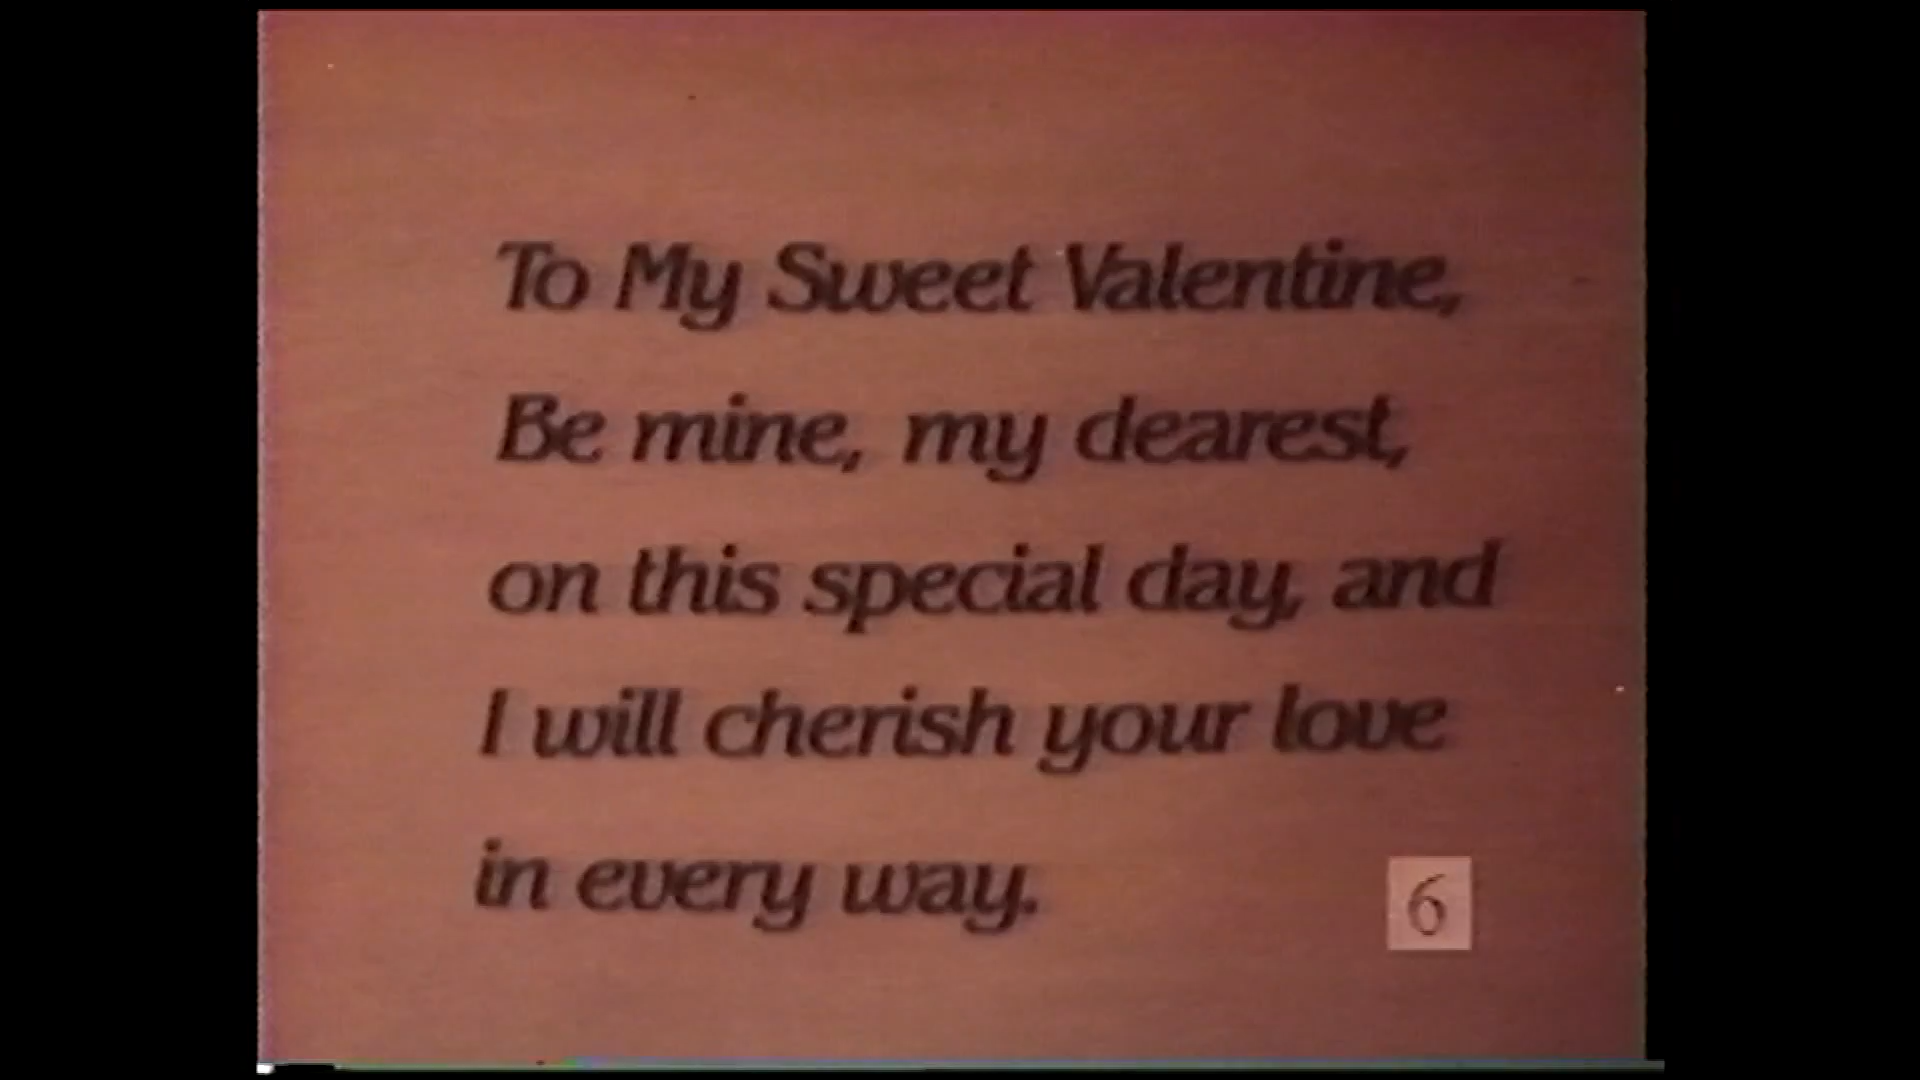 To My Sweet Valentine,
Be mine, my dearest,
on this special day, and
I will cherish your love
in every way.
6